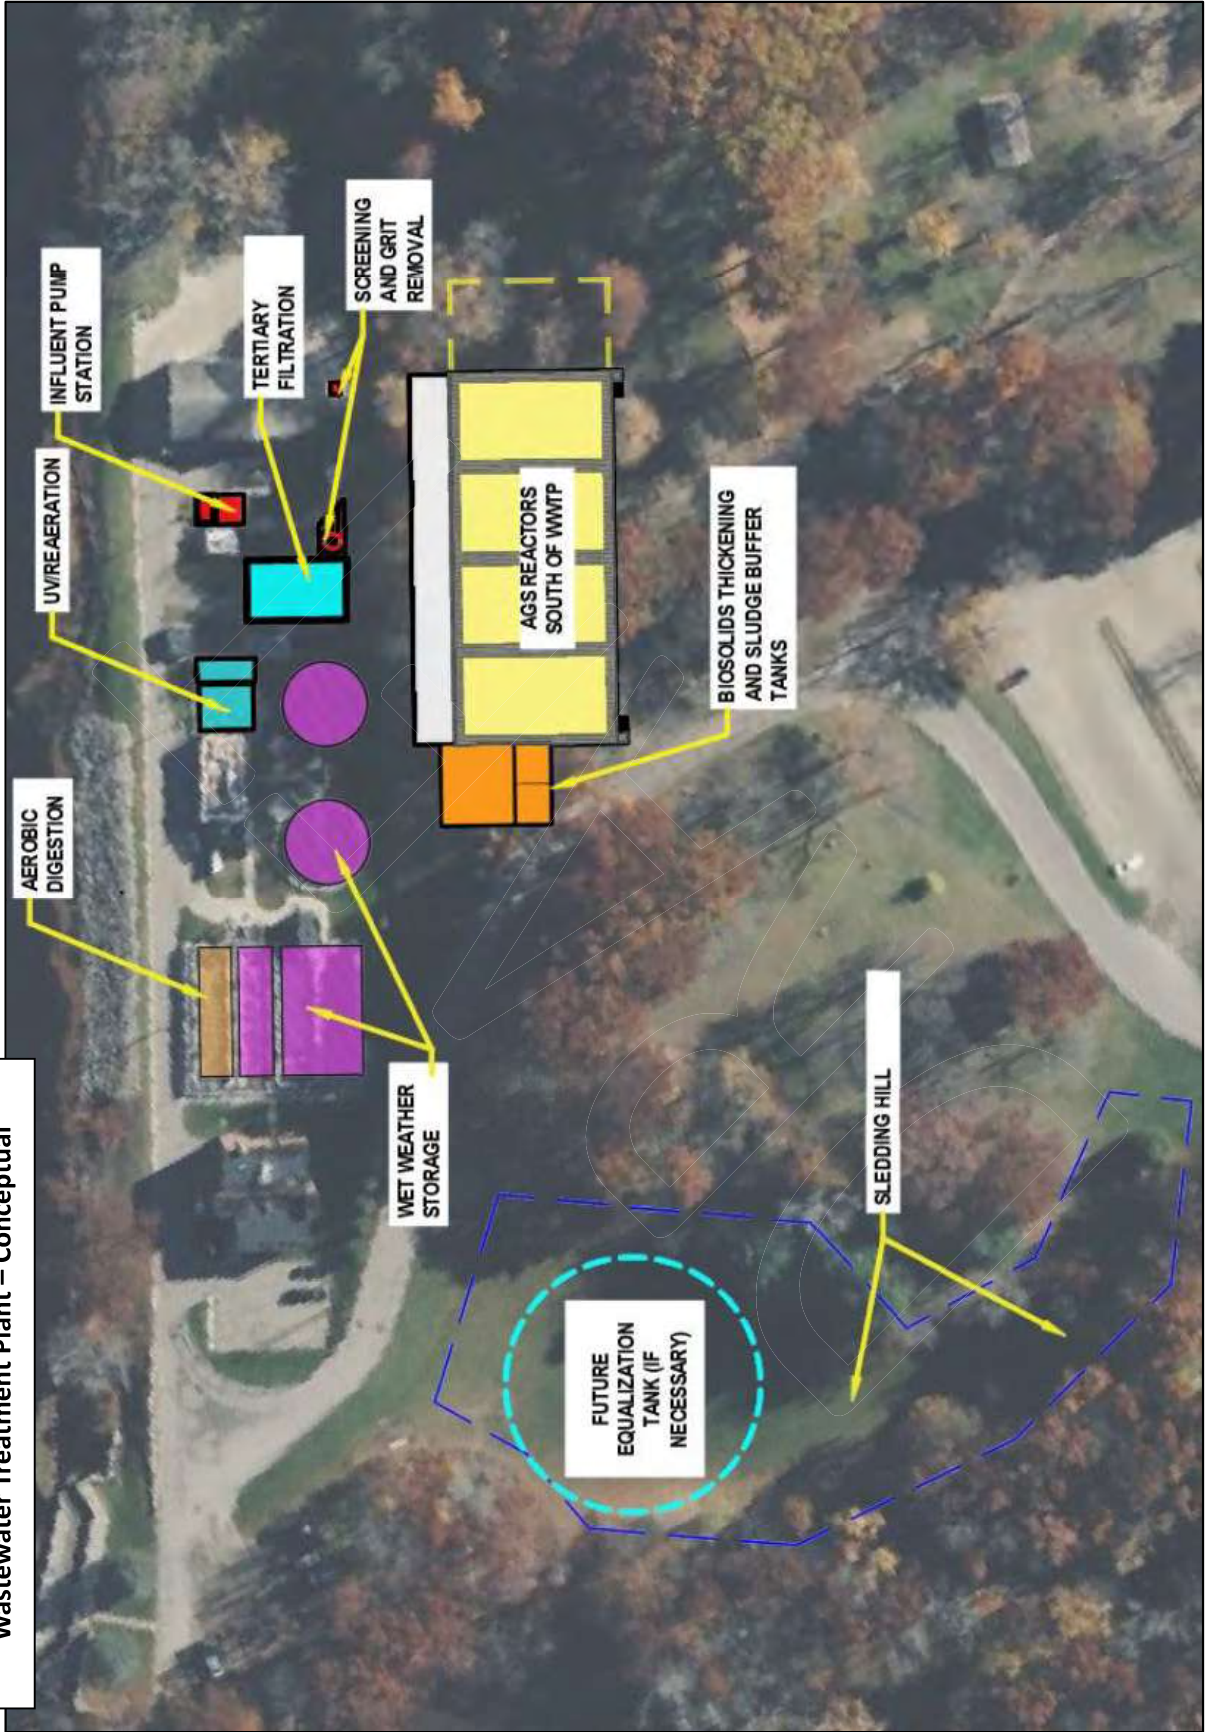 Wastewater Treatment Plant – Conceptual
AEROBIC
DIGESTION
UV/REAERATION
INFLUENT PUMP
STATION
TERTIARY
FILTRATION
SCREENING
AND GRIT
REMOVAL
WET WEATHER
STORAGE
AGS REACTORS
SOUTH OF WWTP
BIOSOLIDS THICKENING
AND SLUDGE BUFFER
TANKS
FUTURE
EQUALIZATION
TANK (IF
NECESSARY)
SLEDDING HILL